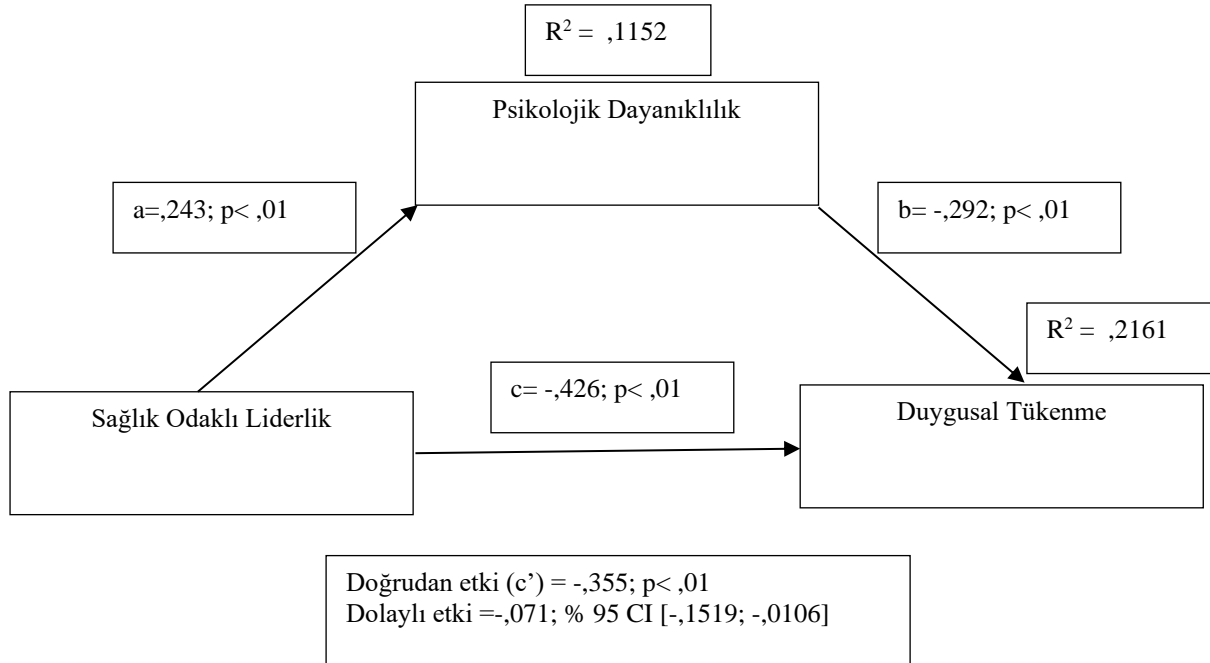 R² = ,1152
Psikolojik Dayanıklılık
a=,243; p< ,01
b= -,292; p< ,01
R² = ,2161
c= -,426; p< ,01
Sağlık Odaklı Liderlik
Duygusal Tükenme
Doğrudan etki (c’) = -,355; p< ,01
Dolaylı etki =-,071; % 95 CI [-,1519; -,0106]